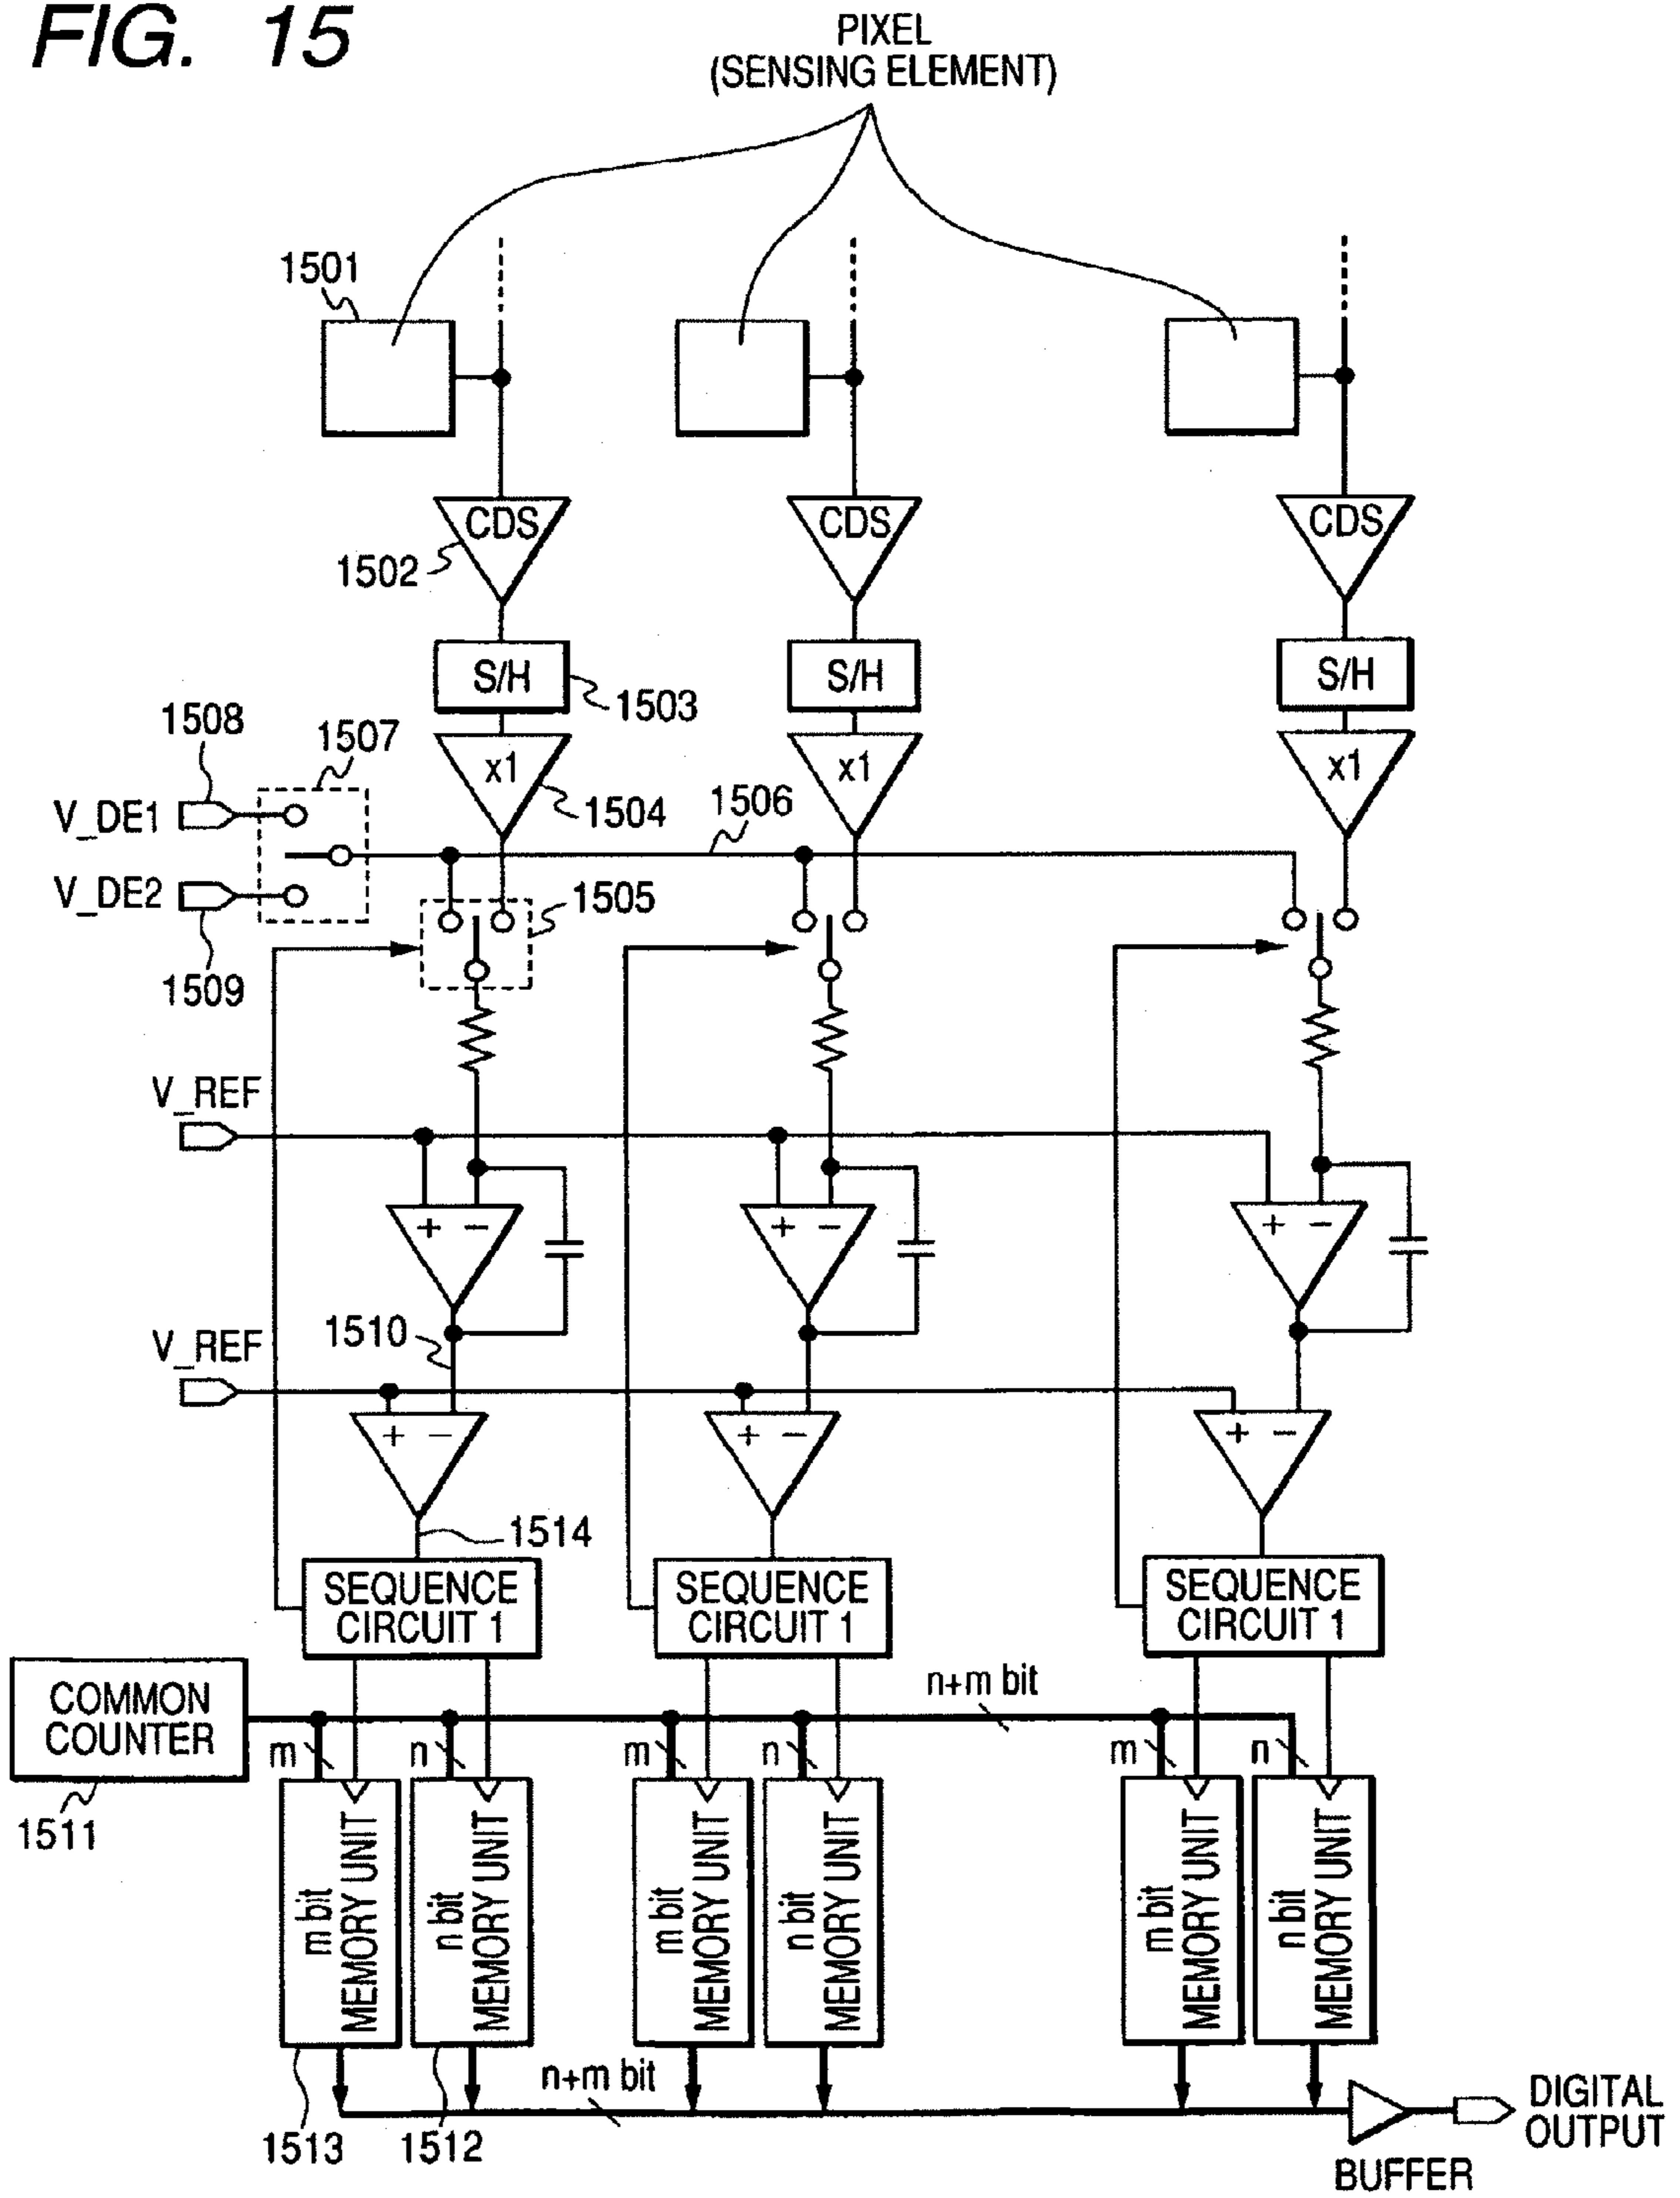 FIG. 15
PIXEL
(SENSING ELEMENT)
1501
CDS
CDS
CDS
1502
S/H
S/H
S/H
1503
1508
1507
x1
x1
x1
1504
1506
V_DE1
V_DE2
1505
1509
V_REF
+ −
+ −
+ −
1510
V_REF
+ −
+ −
+ −
1514
SEQUENCE
CIRCUIT 1
SEQUENCE
CIRCUIT 1
SEQUENCE
CIRCUIT 1
COMMON
COUNTER
n+m bit
m
n
m
n
m
n
1511
m bit
MEMORY UNIT
n bit
MEMORY UNIT
m bit
MEMORY UNIT
n bit
MEMORY UNIT
m bit
MEMORY UNIT
n bit
MEMORY UNIT
n+m bit
1513
1512
DIGITAL
OUTPUT
BUFFER